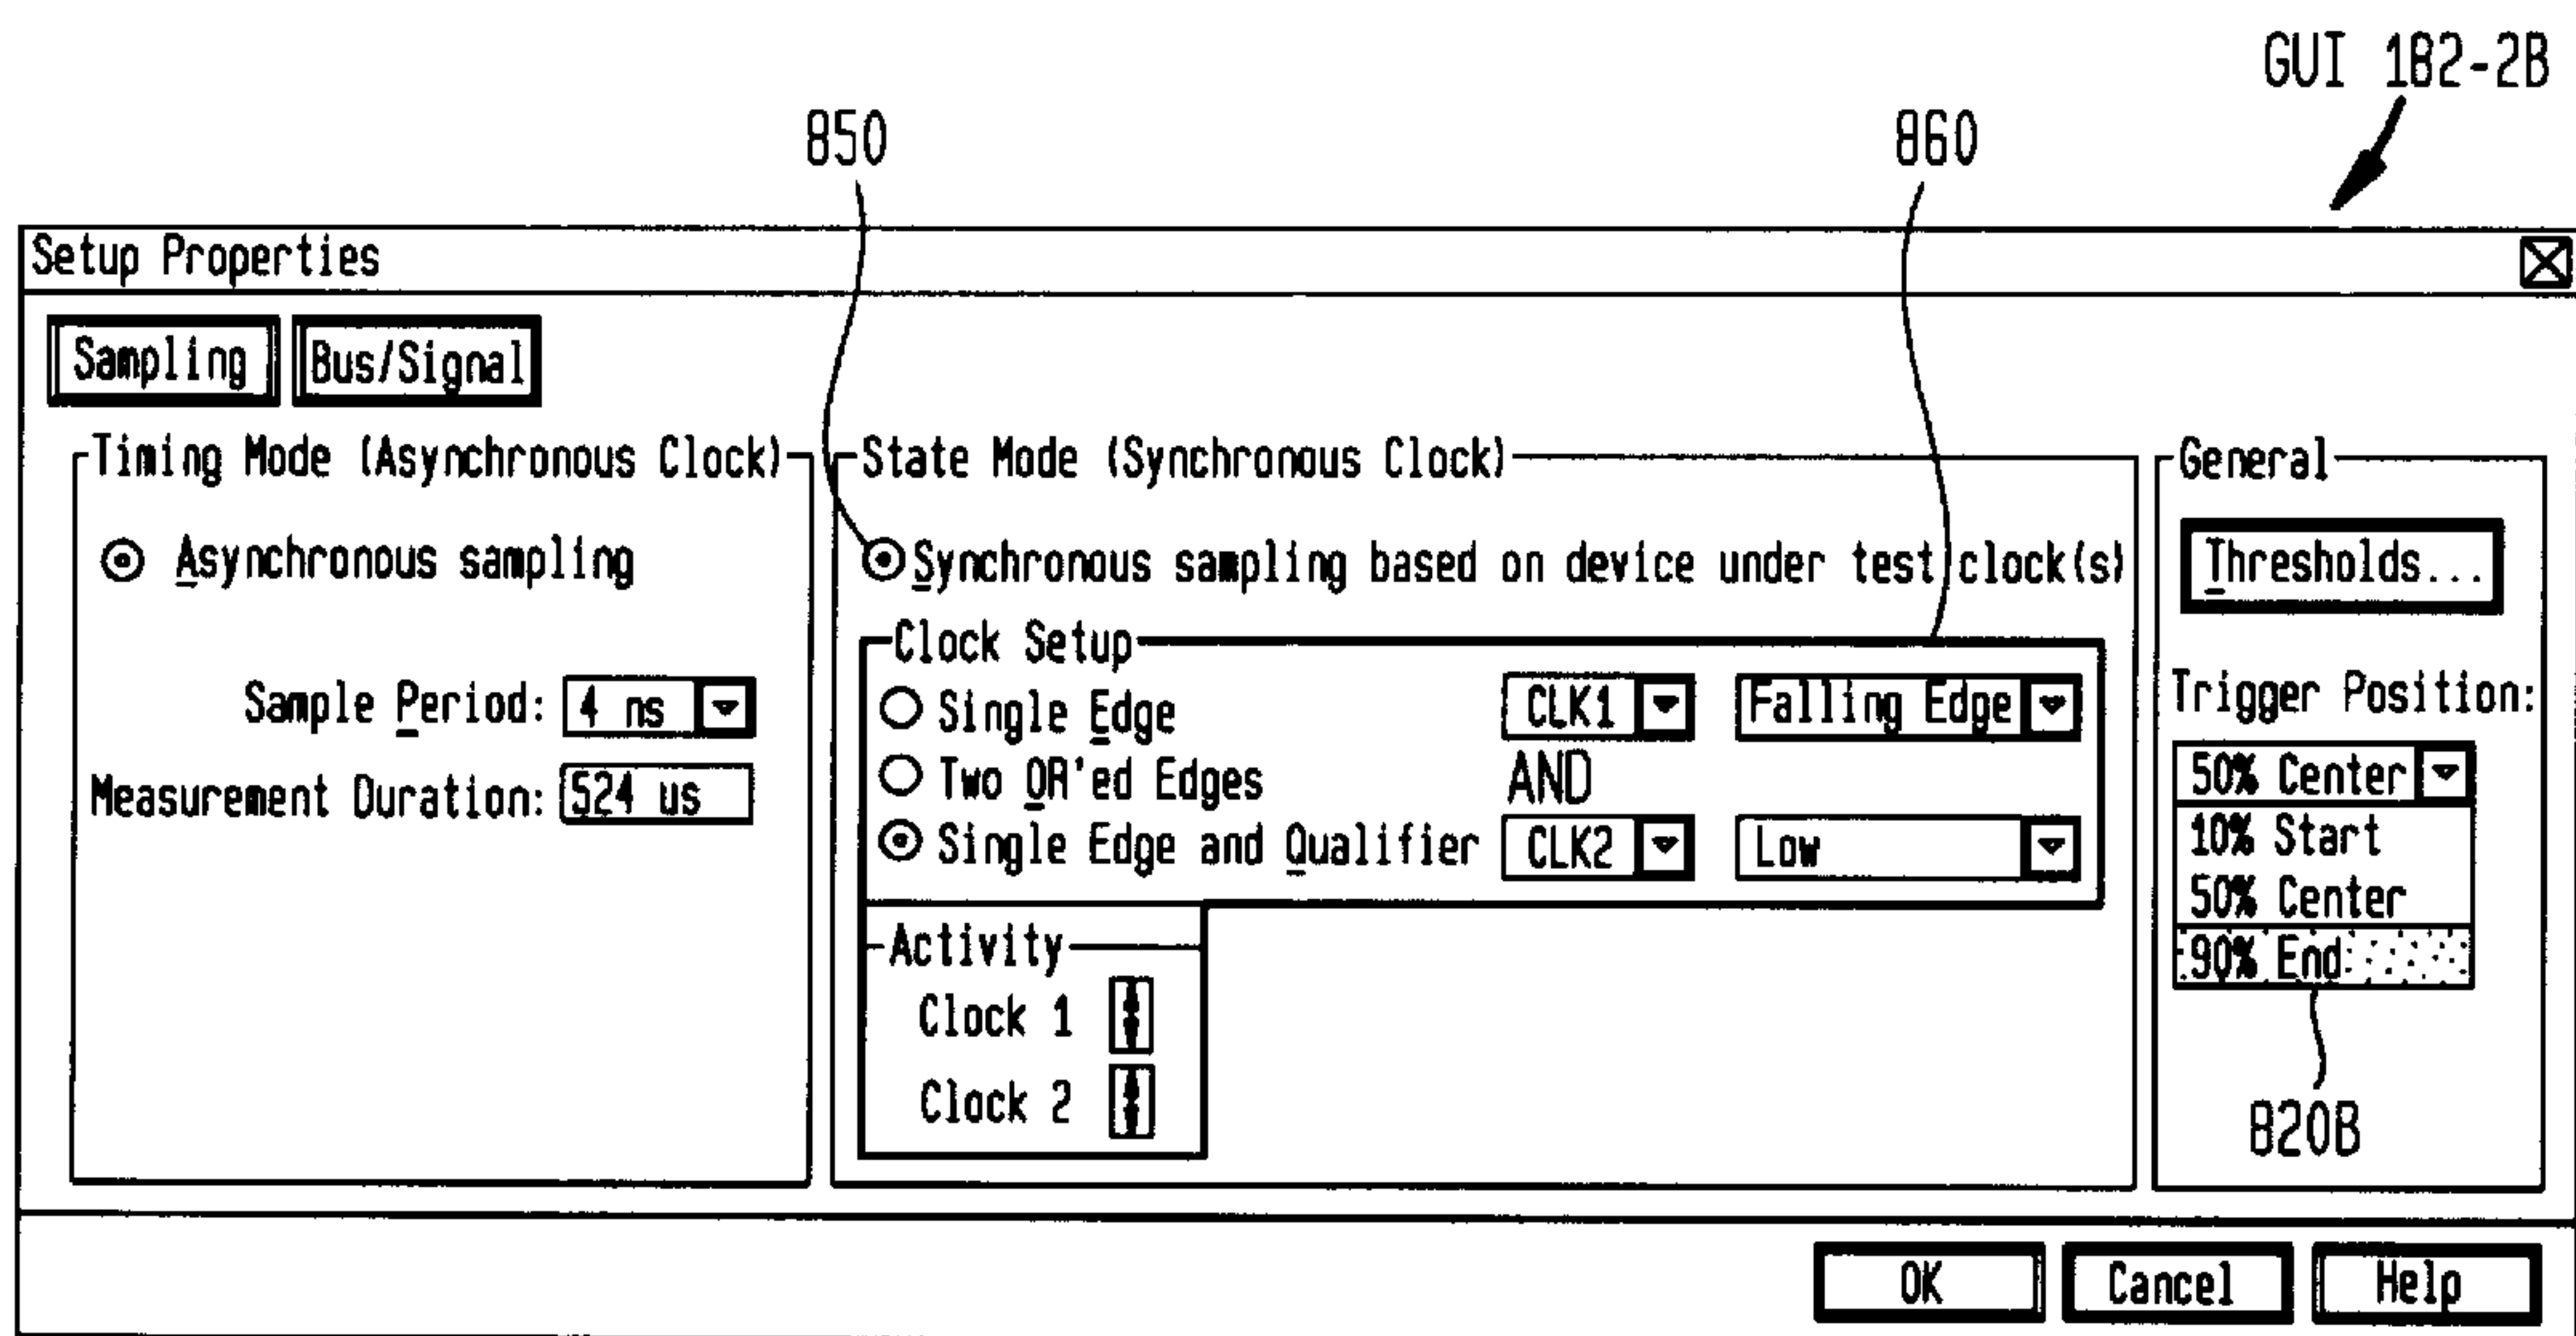 GUI 182-2B
850
860
Setup Properties
Sampling
Bus/Signal
Timing Mode (Asynchronous Clock)
Asynchronous sampling
Sample Period: 4 ns
Measurement Duration: 524 us
State Mode (Synchronous Clock)
Synchronous sampling based on device under test clock(s)
Clock Setup
Single Edge CLK1 Falling Edge
Two OR'ed Edges AND
Single Edge and Qualifier CLK2 Low
Activity
Clock 1
Clock 2
General
Thresholds...
Trigger Position:
50% Center
10% Start
50% Center
90% End
820B
OK
Cancel
Help